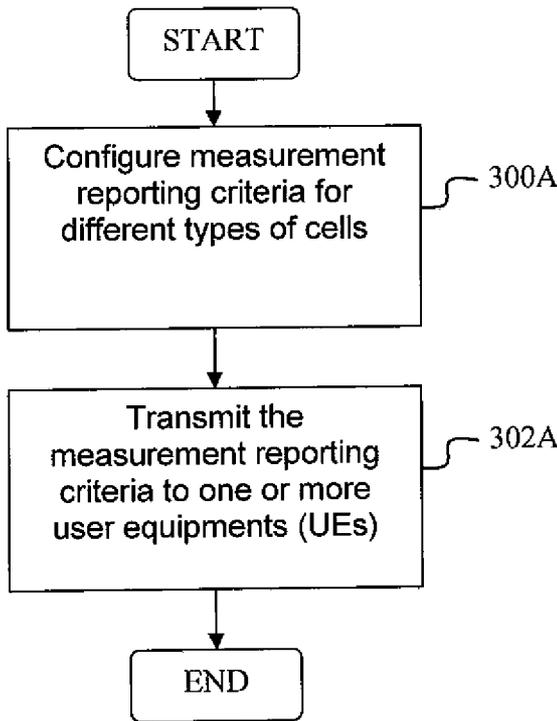 START
Configure measurement
reporting criteria for
different types of cells
300A
Transmit the
measurement reporting
criteria to one or more
user equipments (UEs)
302A
END